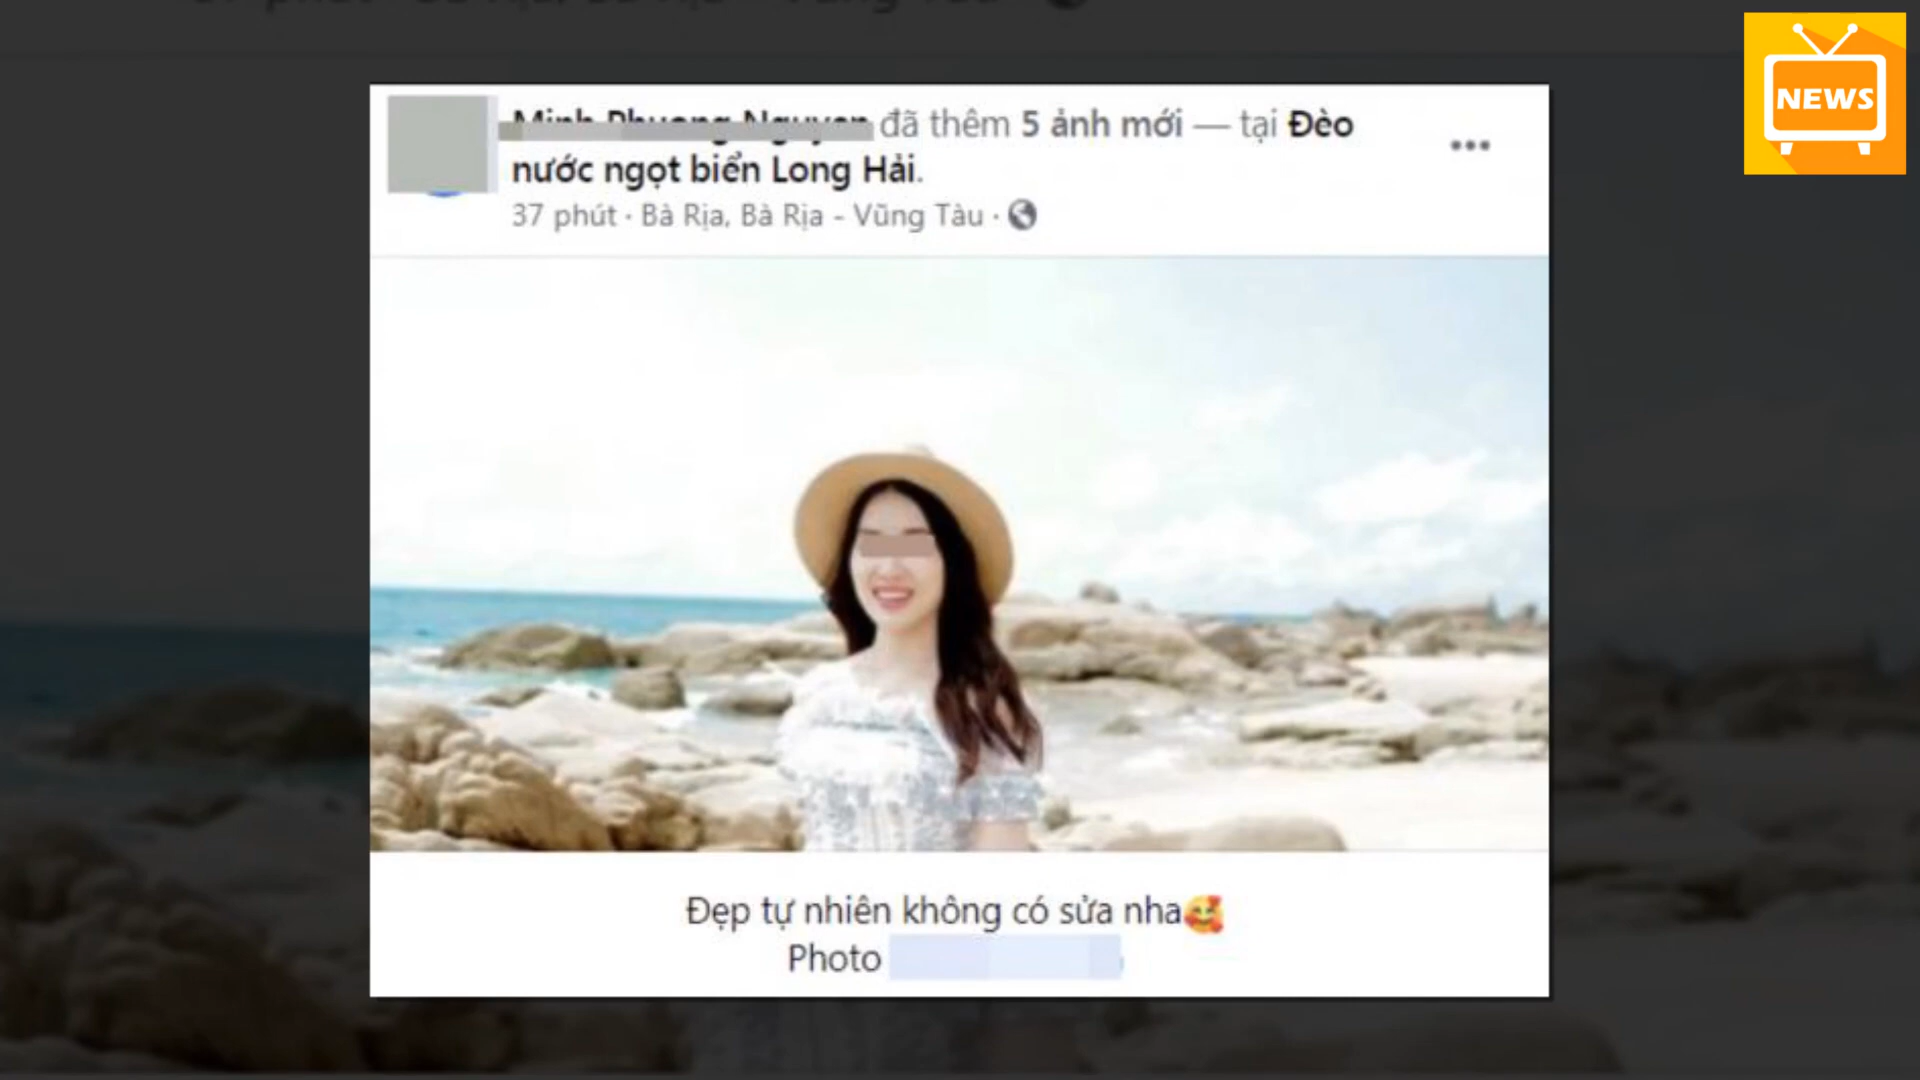 NEWS
đã thêm 5 ảnh mới — tại Đèo
nước ngọt biển Long Hải.
37 phút · Bà Rịa, Bà Rịa - Vũng Tàu ·
Đẹp tự nhiên không có sửa nha🥰
Photo